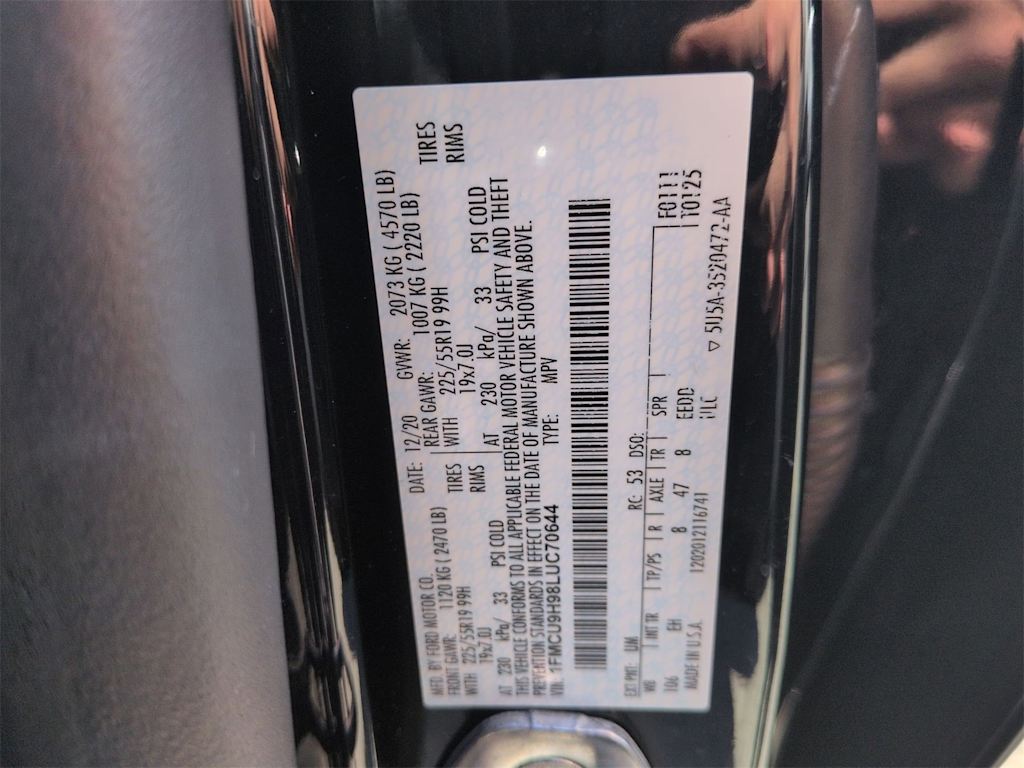 MFD. BY FORD MOTOR CO. DATE: 12/20 GVWR: 2073 KG ( 4570 LB)
FRONT GAWR: 1120 KG ( 2470 LB) REAR GAWR: 1007 KG ( 2220 LB)
WITH 225/55R19 99H TIRES WITH 225/55R19 99H TIRES
19x7.0J RIMS 19x7.0J RIMS
AT 230 kPa/ 33 PSI COLD AT 230 kPa/ 33 PSI COLD
THIS VEHICLE CONFORMS TO ALL APPLICABLE FEDERAL MOTOR VEHICLE SAFETY AND THEFT
PREVENTION STANDARDS IN EFFECT ON THE DATE OF MANUFACTURE SHOWN ABOVE.
VIN: 1FMCU9H98LUC70644 TYPE: MPV
EXT PNT: UM RC: 53 DSO:
WB INT TR TP/PS R AXLE TR SPR F0111
106 EH 8 47 8 EEDD T0125
MADE IN U.S.A. 1202012116741 ULC
▽ 5U5A-3520472-AA